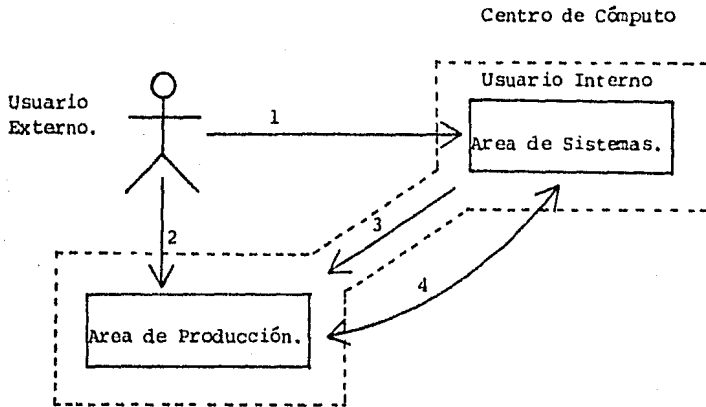 Centro de Cómputo
Usuario Interno
Usuario
Externo.
1
Area de Sistemas.
2
3
4
Area de Producción.